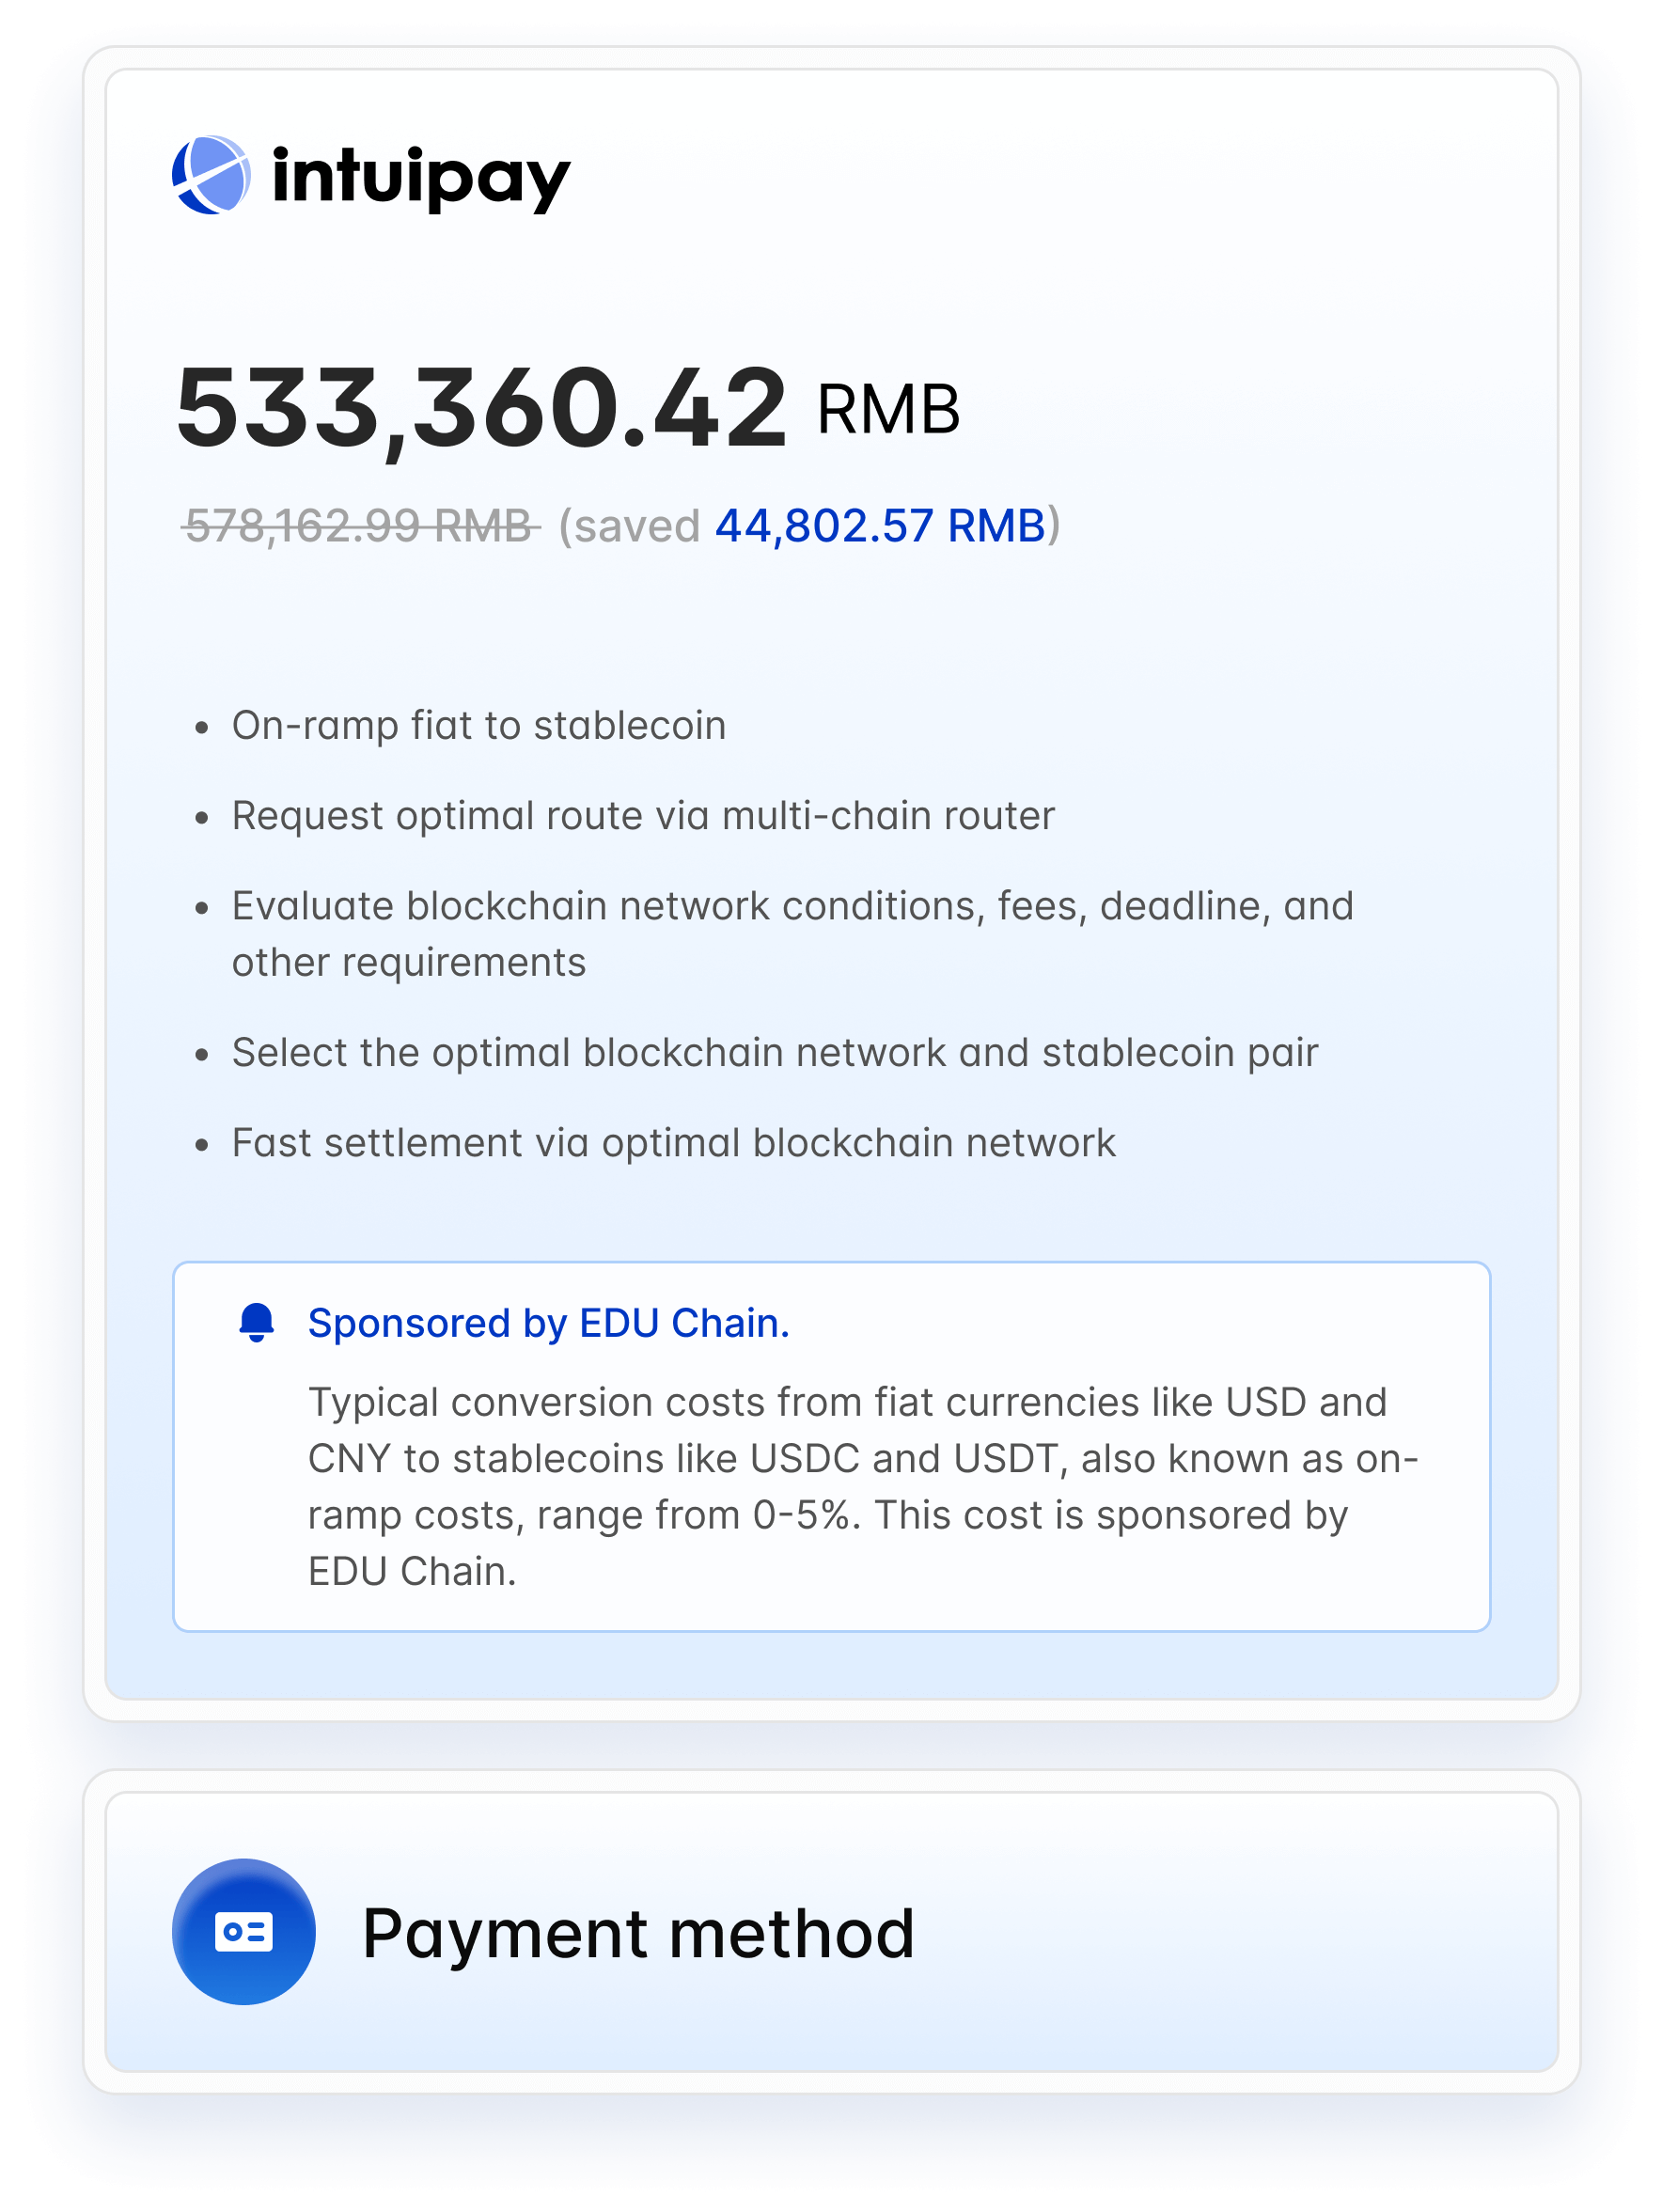 intuipay
533,360.42 RMB
578,162.99 RMB (saved 44,802.57 RMB)
• On-ramp fiat to stablecoin
• Request optimal route via multi-chain router
• Evaluate blockchain network conditions, fees, deadline, and
other requirements
• Select the optimal blockchain network and stablecoin pair
• Fast settlement via optimal blockchain network
Sponsored by EDU Chain.
Typical conversion costs from fiat currencies like USD and
CNY to stablecoins like USDC and USDT, also known as on-
ramp costs, range from 0-5%. This cost is sponsored by
EDU Chain.
Payment method